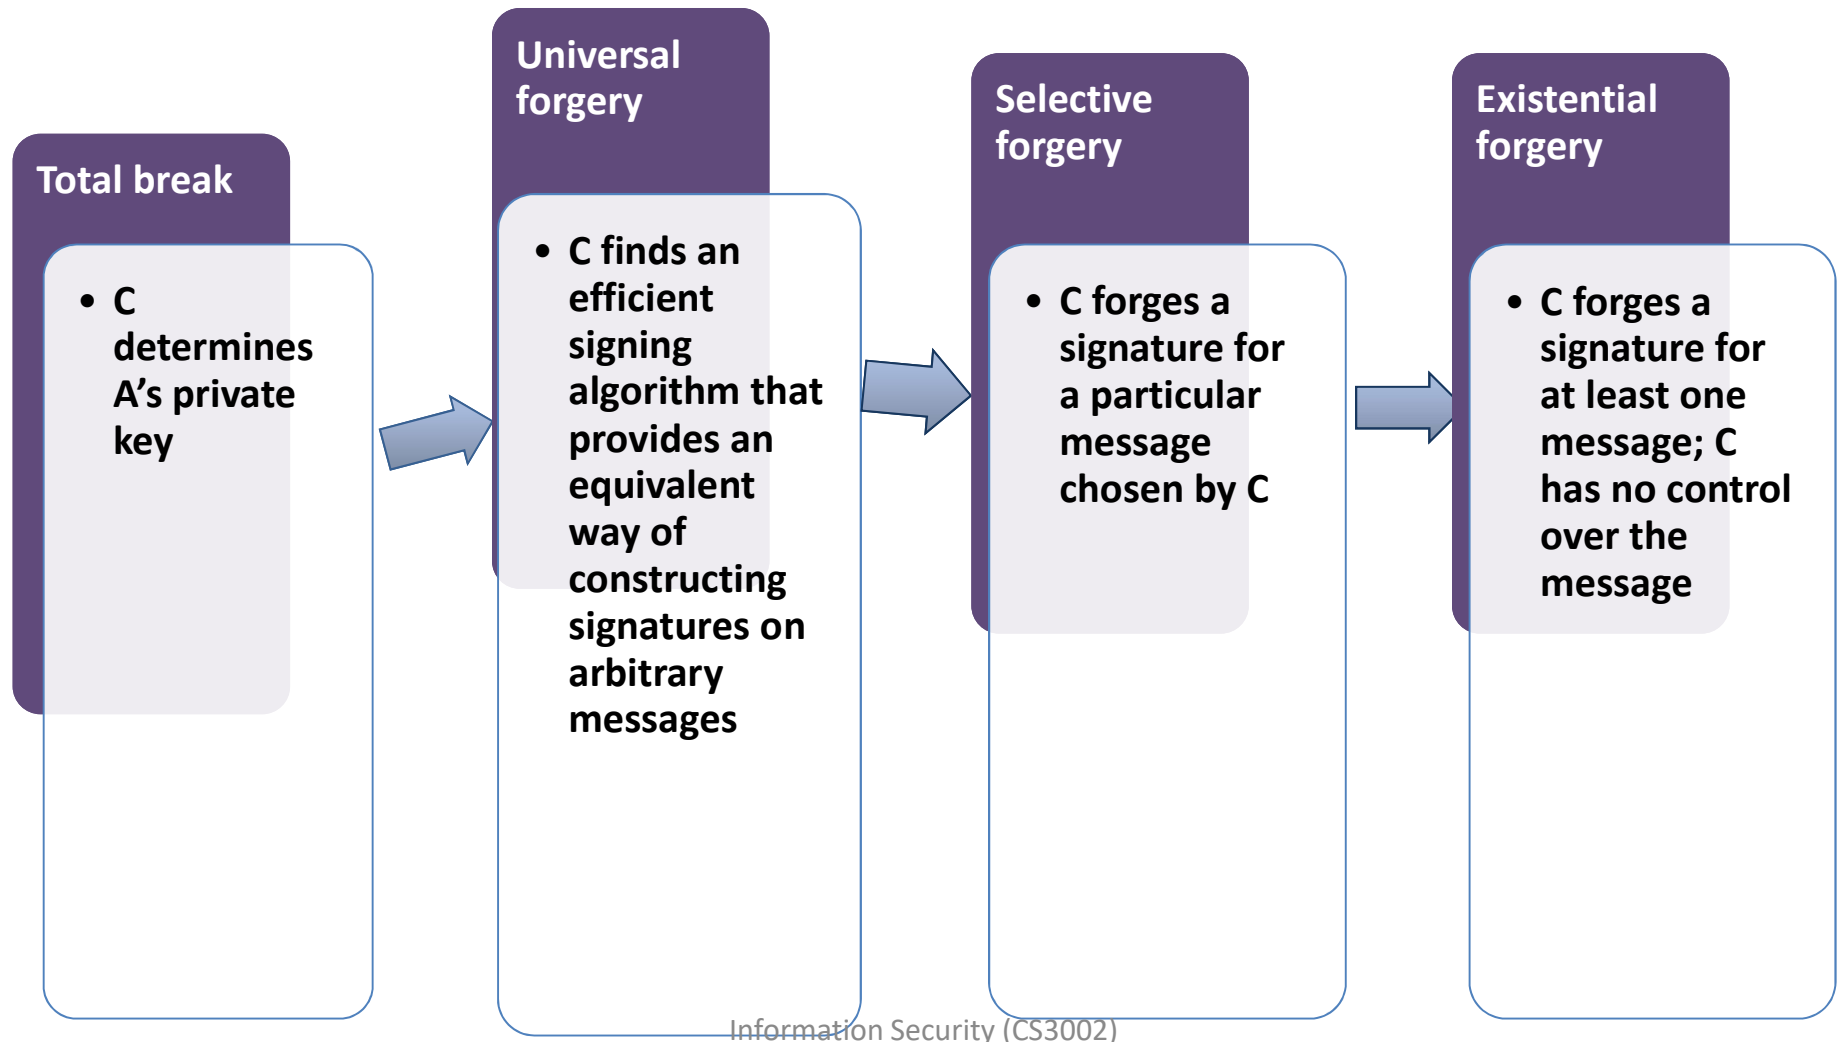 Total break
• C
determines
A’s private
key
Universal
forgery
• C finds an
efficient
signing
algorithm that
provides an
equivalent
way of
constructing
signatures on
arbitrary
messages
Selective
forgery
• C forges a
signature for
a particular
message
chosen by C
Existential
forgery
• C forges a
signature for
at least one
message; C
has no control
over the
message
Information Security (CS3002)